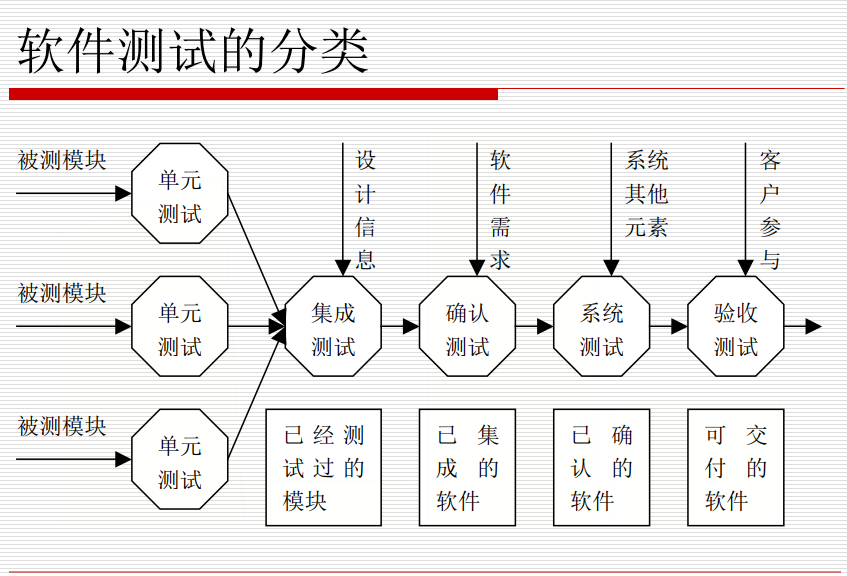 软件测试的分类
被测模块
单元
测试
被测模块
单元
测试
被测模块
单元
测试
设
计
信
息
集成
测试
软
件
需
求
确认
测试
系统
其他
元素
系统
测试
客
户
参
与
验收
测试
已经测
试过的
模块
已集
成的
软件
已确
认的
软件
可交
付的
软件